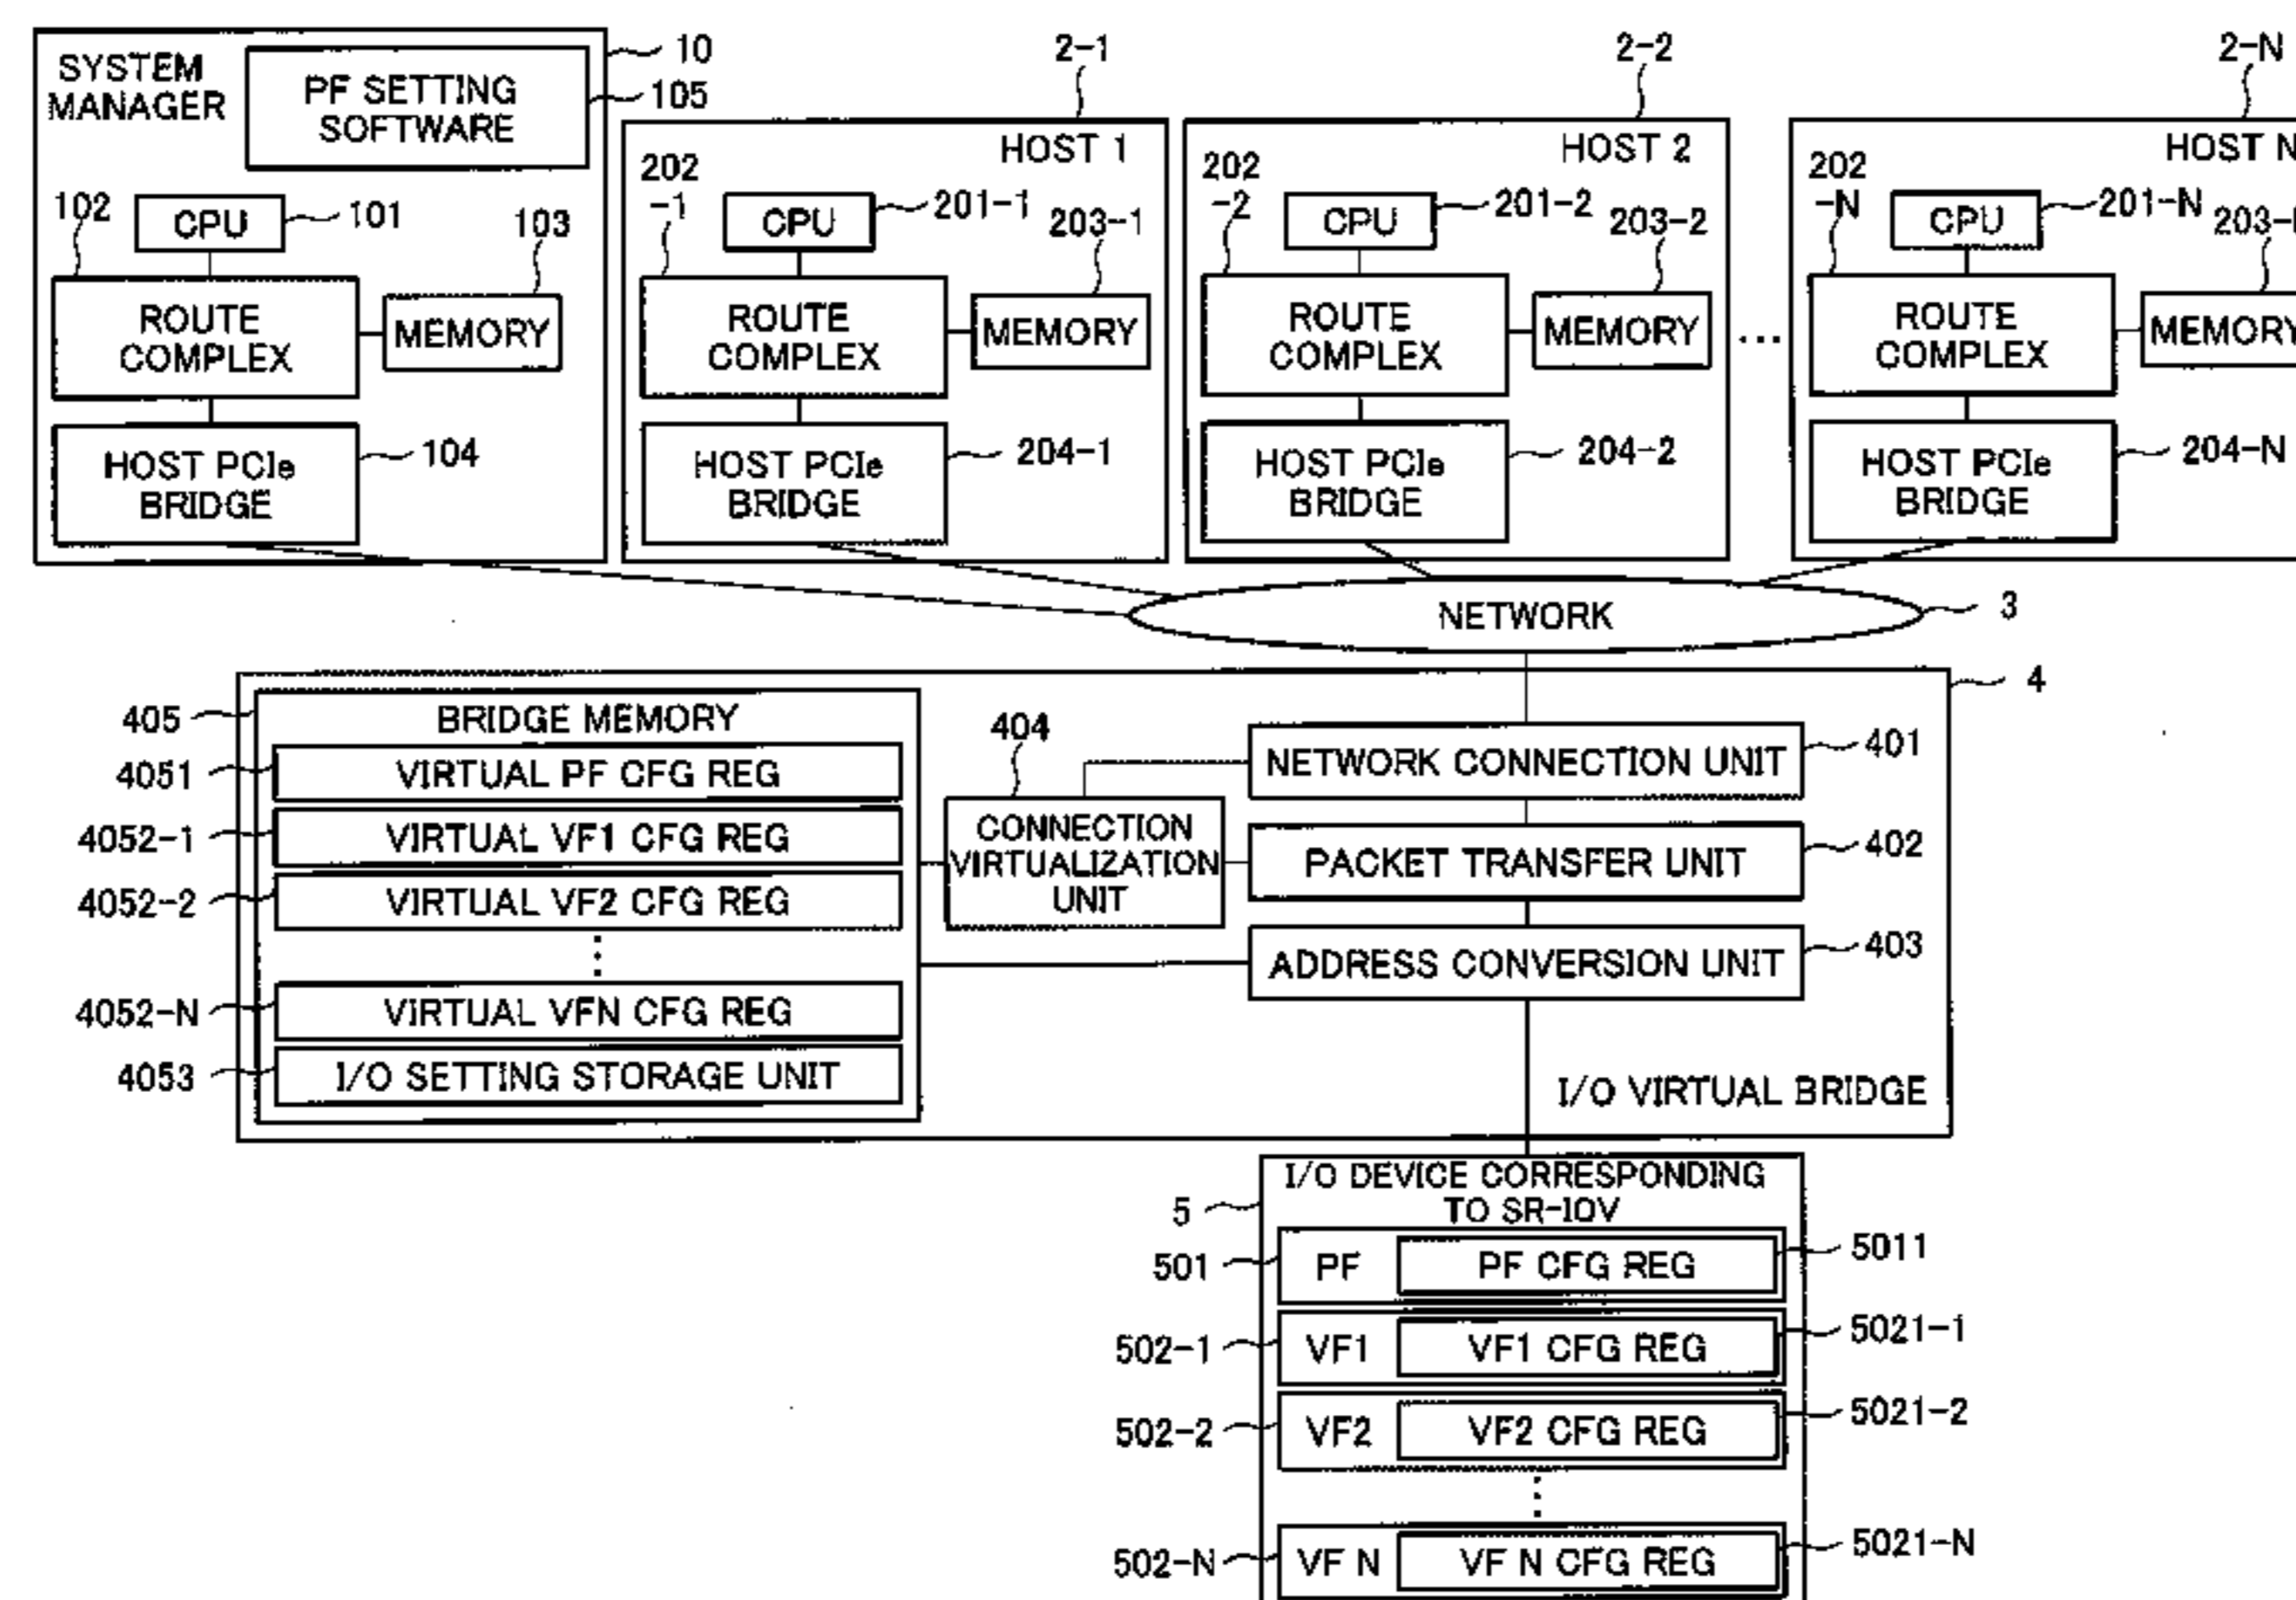 SYSTEM
MANAGER
PF SETTING
SOFTWARE
10
105
102
CPU
101
103
ROUTE
COMPLEX
MEMORY
HOST PCIe
BRIDGE
104
2-1
HOST 1
202
-1
CPU
201-1
203-1
ROUTE
COMPLEX
MEMORY
HOST PCIe
BRIDGE
204-1
2-2
HOST 2
202
-2
CPU
201-2
203-2
ROUTE
COMPLEX
MEMORY
HOST PCIe
BRIDGE
204-2
...
2-N
HOST N
202
-N
CPU
201-N
203-
ROUTE
COMPLEX
MEMORY
HOST PCIe
BRIDGE
204-N
NETWORK
3
4
405
BRIDGE MEMORY
4051
VIRTUAL PF CFG REG
4052-1
VIRTUAL VF1 CFG REG
4052-2
VIRTUAL VF2 CFG REG
4052-N
VIRTUAL VFN CFG REG
4053
I/O SETTING STORAGE UNIT
404
CONNECTION
VIRTUALIZATION
UNIT
NETWORK CONNECTION UNIT
401
PACKET TRANSFER UNIT
402
ADDRESS CONVERSION UNIT
403
I/O VIRTUAL BRIDGE
5
I/O DEVICE CORRESPONDING
TO SR-IOV
501
PF
PF CFG REG
5011
502-1
VF1
VF1 CFG REG
5021-1
502-2
VF2
VF2 CFG REG
5021-2
502-N
VF N
VF N CFG REG
5021-N